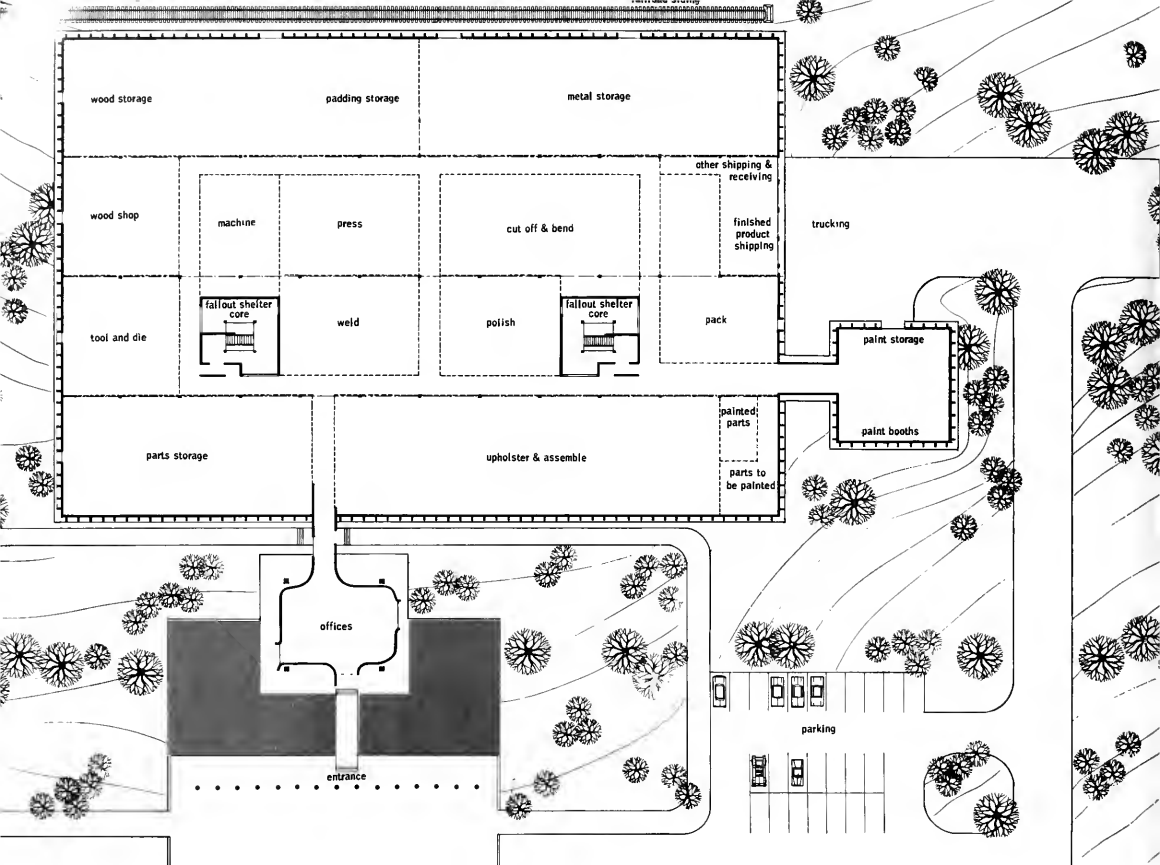 railroad siding
wood storage
padding storage
metal storage
other shipping &
receiving
wood shop
machine
press
cut off & bend
finished
product
shipping
trucking
fallout shelter
core
fallout shelter
core
tool and die
weld
polish
pack
paint storage
painted
parts
paint booths
parts storage
upholster & assemble
parts to
be painted
offices
parking
entrance